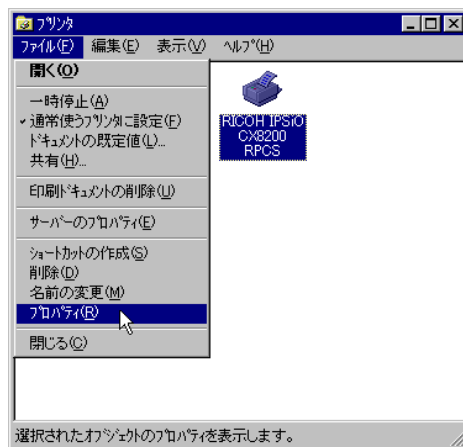 プリンタ
ファイル(F) 編集(E) 表示(V) ヘルプ(H)
開く(O)
一時停止(A)
通常使うプリンタに設定(F)
ドキュメントの既定値(L)...
共有(H)...
印刷ドキュメントの削除(U)
サーバーのプロパティ(E)
ショートカットの作成(S)
削除(D)
名前の変更(M)
プロパティ(R)
閉じる(C)
RICOH IPSiO
CX8200
RPCS
選択されたオブジェクトのプロパティを表示します。